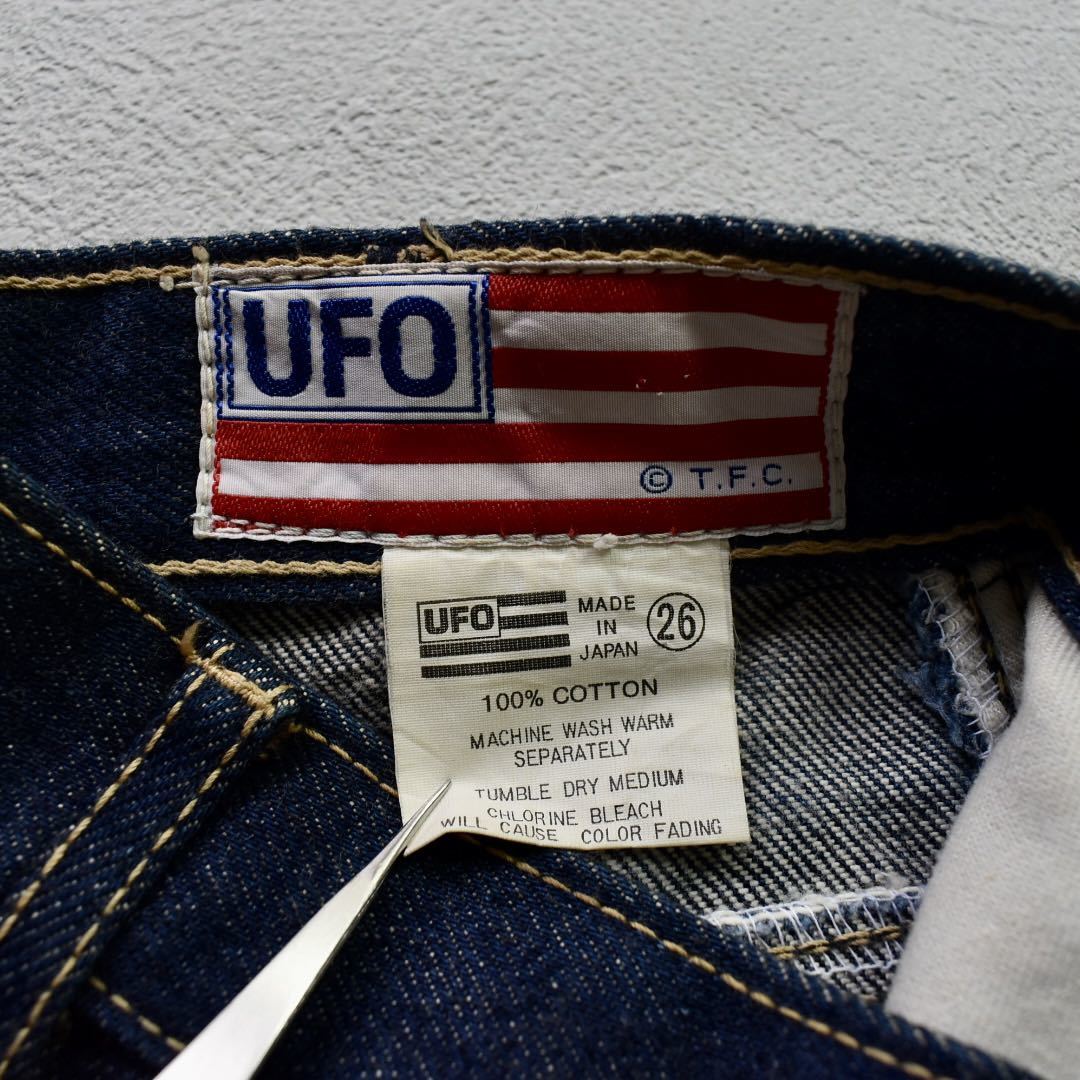 UFO
© T.F.C.
UFO
MADE
IN
JAPAN
26
100% COTTON
MACHINE WASH WARM
SEPARATELY
TUMBLE DRY MEDIUM
CHLORINE BLEACH
WILL CAUSE COLOR FADING